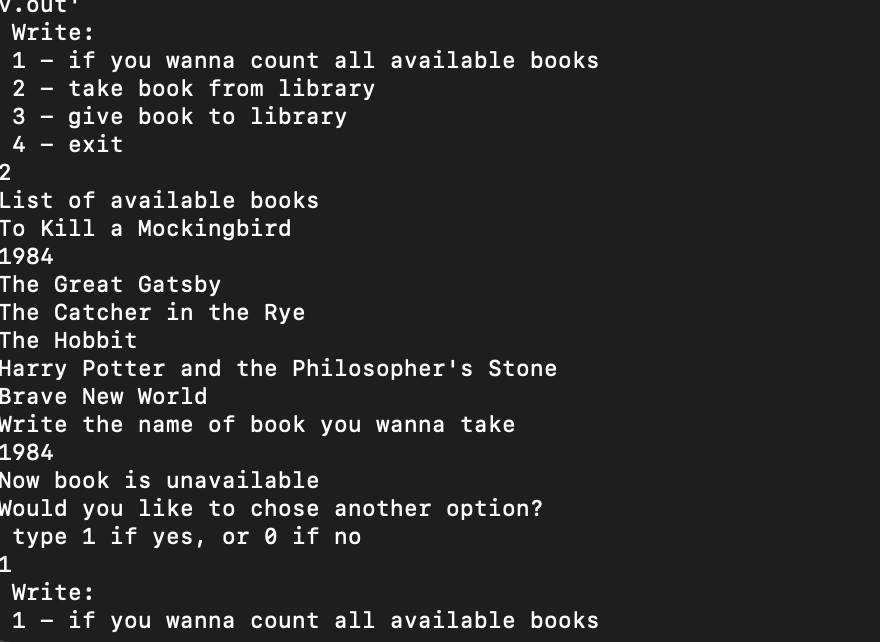 v.out'
Write:
1 – if you wanna count all available books
2 – take book from library
3 – give book to library
4 – exit
2
List of available books
To Kill a Mockingbird
1984
The Great Gatsby
The Catcher in the Rye
The Hobbit
Harry Potter and the Philosopher's Stone
Brave New World
Write the name of book you wanna take
1984
Now book is unavailable
Would you like to chose another option?
type 1 if yes, or 0 if no
1
Write:
1 – if you wanna count all available books